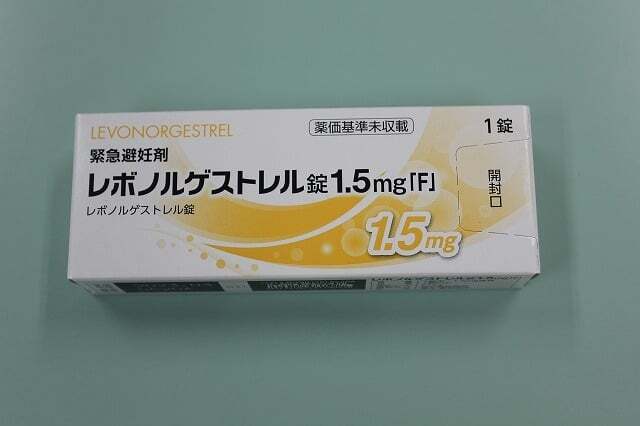 LEVONORGESTREL
薬価基準未収載
1錠
緊急避妊剤
レボノルゲストレル錠1.5mg「F」
レボノルゲストレル錠
開封口
1.5mg